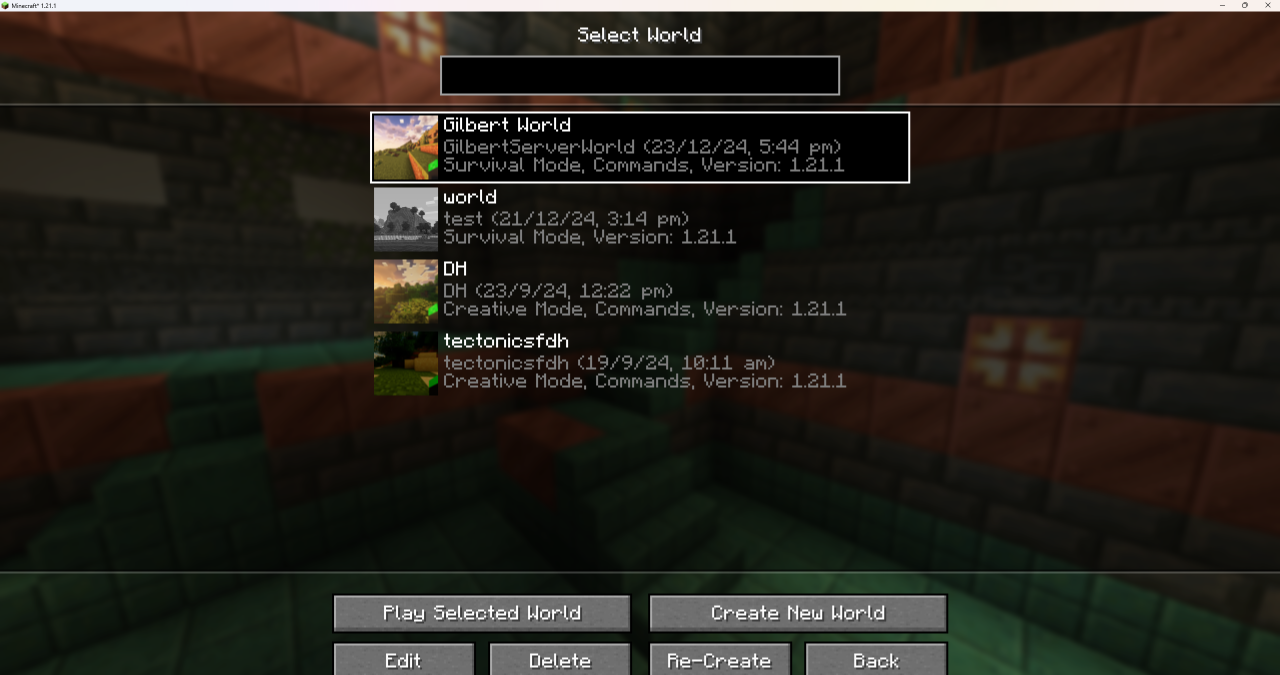 Minecraft* 1.21.1
Select World
Gilbert World
GilbertServerWorld (23/12/24, 5:44 pm)
Survival Mode, Commands, Version: 1.21.1
world
test (21/12/24, 3:14 pm)
Survival Mode, Version: 1.21.1
DH
DH (23/9/24, 12:22 pm)
Creative Mode, Commands, Version: 1.21.1
tectonicsfdh
tectonicsfdh (19/9/24, 10:11 am)
Creative Mode, Commands, Version: 1.21.1
Play Selected World
Create New World
Edit
Delete
Re-Create
Back